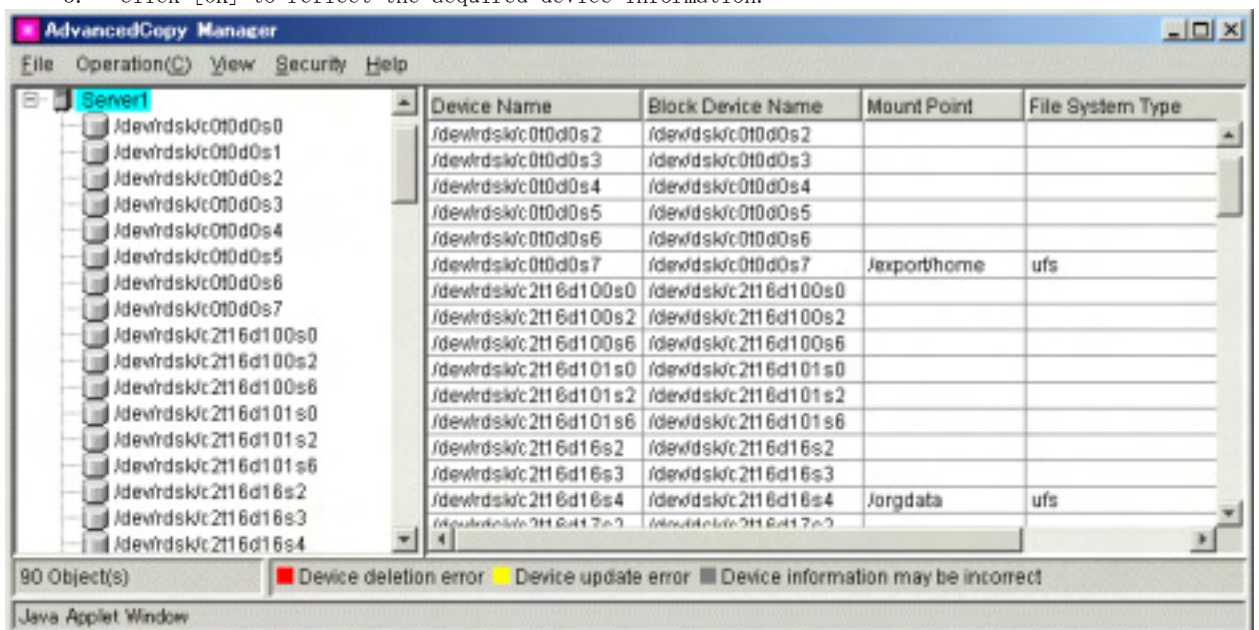 Click [OK] to reflect the acquired device information.
AdvancedCopy Manager
File Operation(C) View Security Help
Server1
/dev/rdsk/c0t0d0s0
/dev/rdsk/c0t0d0s1
/dev/rdsk/c0t0d0s2
/dev/rdsk/c0t0d0s3
/dev/rdsk/c0t0d0s4
/dev/rdsk/c0t0d0s5
/dev/rdsk/c0t0d0s6
/dev/rdsk/c0t0d0s7
/dev/rdsk/c2t16d100s0
/dev/rdsk/c2t16d100s2
/dev/rdsk/c2t16d100s6
/dev/rdsk/c2t16d101s0
/dev/rdsk/c2t16d101s2
/dev/rdsk/c2t16d101s6
/dev/rdsk/c2t16d16s2
/dev/rdsk/c2t16d16s3
/dev/rdsk/c2t16d16s4
Device Name Block Device Name Mount Point File System Type
/dev/rdsk/c0t0d0s2 /dev/dsk/c0t0d0s2
/dev/rdsk/c0t0d0s3 /dev/dsk/c0t0d0s3
/dev/rdsk/c0t0d0s4 /dev/dsk/c0t0d0s4
/dev/rdsk/c0t0d0s5 /dev/dsk/c0t0d0s5
/dev/rdsk/c0t0d0s6 /dev/dsk/c0t0d0s6
/dev/rdsk/c0t0d0s7 /dev/dsk/c0t0d0s7 /export/home ufs
/dev/rdsk/c2t16d100s0 /dev/dsk/c2t16d100s0
/dev/rdsk/c2t16d100s2 /dev/dsk/c2t16d100s2
/dev/rdsk/c2t16d100s6 /dev/dsk/c2t16d100s6
/dev/rdsk/c2t16d101s0 /dev/dsk/c2t16d101s0
/dev/rdsk/c2t16d101s2 /dev/dsk/c2t16d101s2
/dev/rdsk/c2t16d101s6 /dev/dsk/c2t16d101s6
/dev/rdsk/c2t16d16s2 /dev/dsk/c2t16d16s2
/dev/rdsk/c2t16d16s3 /dev/dsk/c2t16d16s3
/dev/rdsk/c2t16d16s4 /dev/dsk/c2t16d16s4 /orgdata ufs
90 Object(s) Device deletion error Device update error Device information may be incorrect
Java Applet Window